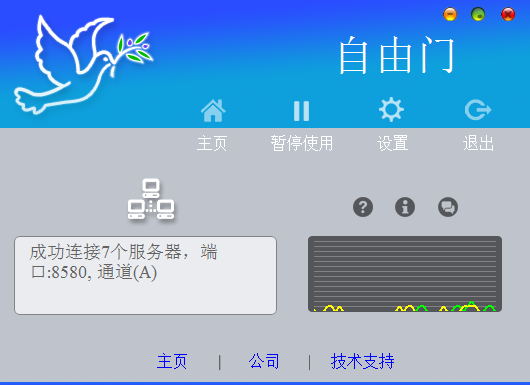 自由门
主页 暂停使用 设置 退出
成功连接7个服务器，端
口:8580, 通道(A)
主页 | 公司 | 技术支持